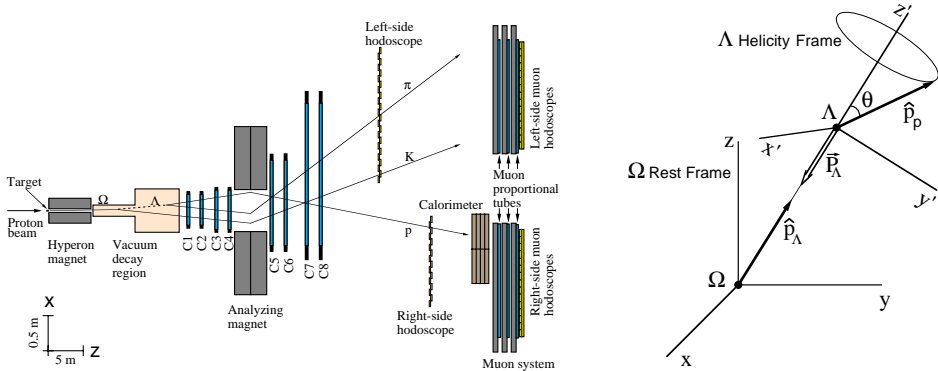 Left-side
hodoscope
π
K
p
Left-side muon
hodoscopes
Muon
proportional
tubes
Calorimeter
Target
Ω
Λ
Proton
beam
Hyperon
magnet
Vacuum
decay
region
C1
C2
C3
C4
C5
C6
C7
C8
Analyzing
magnet
Right-side
hodoscope
Right-side muon
hodoscopes
Muon system
X
0.5 m
5 m
Z
z'
Λ Helicity Frame
θ
Λ
p̂p
z
x'
P⃗Λ
Ω Rest Frame
y'
p̂Λ
Ω
y
x